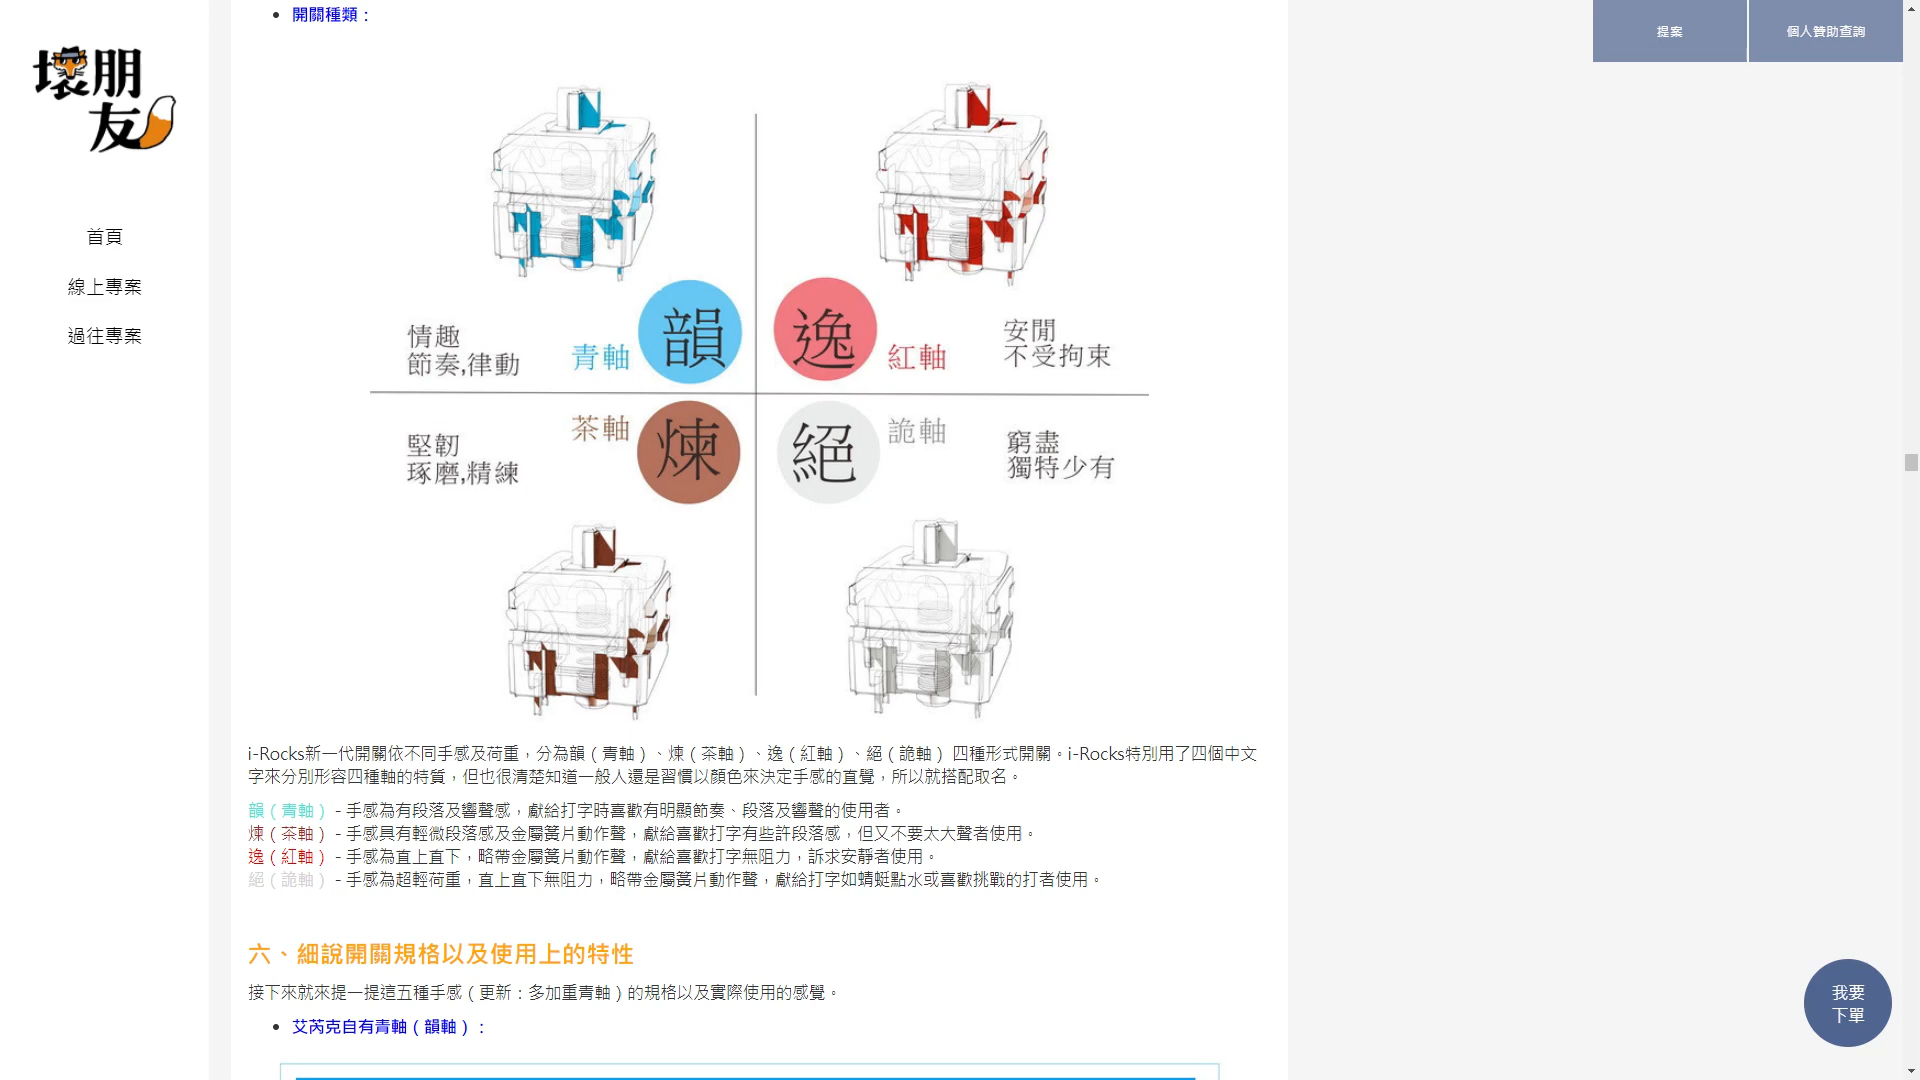 壞朋友
首頁
線上專案
過往專案
提案
個人贊助查詢
開關種類：
情趣
節奏,律動
青軸
韻
逸
紅軸
安閒
不受拘束
堅韌
琢磨,精練
茶軸
煉
絕
詭軸
窮盡
獨特少有
i-Rocks新一代開關依不同手感及荷重，分為韻（青軸）、煉（茶軸）、逸（紅軸）、絕（詭軸） 四種形式開關。i-Rocks特別用了四個中文
字來分別形容四種軸的特質，但也很清楚知道一般人還是習慣以顏色來決定手感的直覺，所以就搭配取名。
韻（青軸） - 手感為有段落及響聲感，獻給打字時喜歡有明顯節奏、段落及響聲的使用者。
煉（茶軸） - 手感具有輕微段落感及金屬簧片動作聲，獻給喜歡打字有些許段落感，但又不要太大聲者使用。
逸（紅軸） - 手感為直上直下，略帶金屬簧片動作聲，獻給喜歡打字無阻力，訴求安靜者使用。
絕（詭軸） - 手感為超輕荷重，直上直下無阻力，略帶金屬簧片動作聲，獻給打字如蜻蜓點水或喜歡挑戰的打者使用。
六、細說開關規格以及使用上的特性
接下來就來提一提這五種手感（更新：多加重青軸）的規格以及實際使用的感覺。
艾芮克自有青軸（韻軸）：
我要
下單